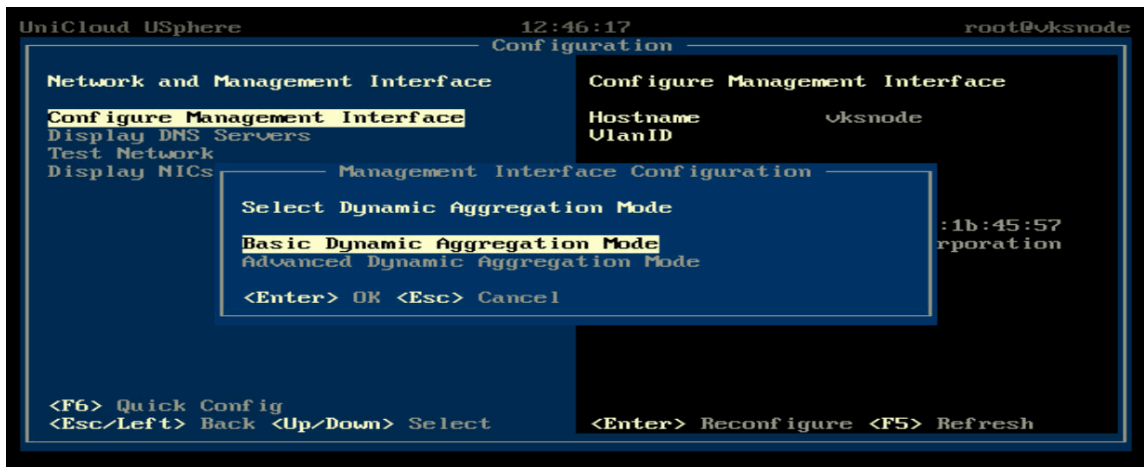 UniCloud USphere 12:46:17 root@vksnode
Configuration
Network and Management Interface
Configure Management Interface
Display DNS Servers
Test Network
Display NICs
Configure Management Interface
Hostname vksnode
VlanID
:1b:45:57
rporation
Management Interface Configuration
Select Dynamic Aggregation Mode
Basic Dynamic Aggregation Mode
Advanced Dynamic Aggregation Mode
<Enter> OK <Esc> Cancel
<F6> Quick Config
<Esc/Left> Back <Up/Down> Select
<Enter> Reconfigure <F5> Refresh